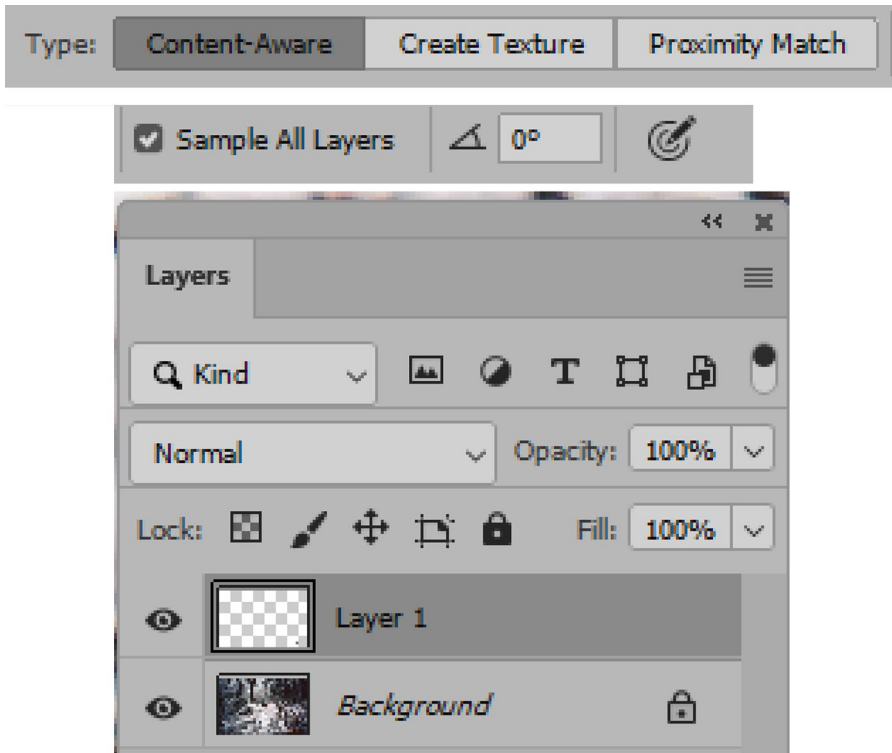 Type: Content-Aware Create Texture Proximity Match
Sample All Layers 0°
Layers
Kind T
Normal Opacity: 100%
Lock: Fill: 100%
Layer 1
Background